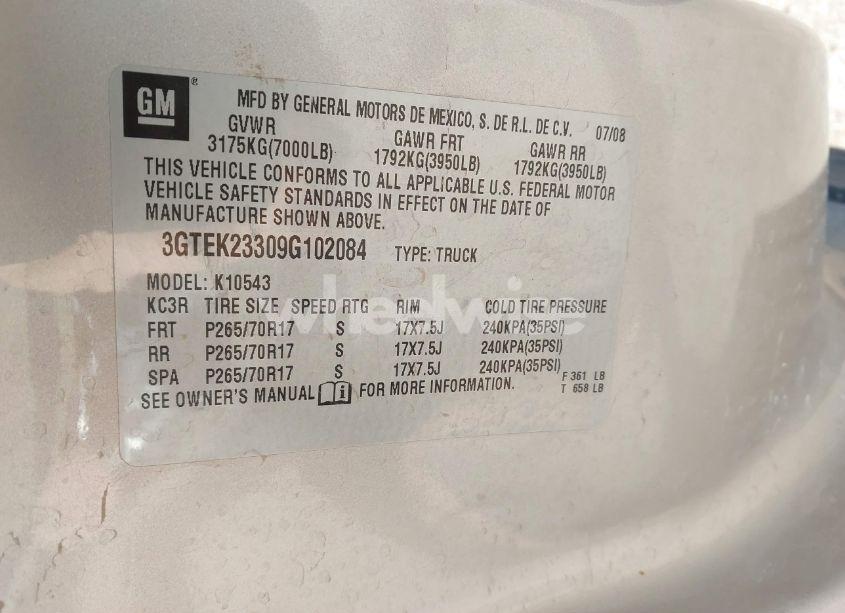 GM ® MFD BY GENERAL MOTORS DE MEXICO, S. DE R.L. DE C.V. 07/08
GVWR GAWR FRT GAWR RR
3175KG(7000LB) 1792KG(3950LB) 1792KG(3950LB)
THIS VEHICLE CONFORMS TO ALL APPLICABLE U.S. FEDERAL MOTOR
VEHICLE SAFETY STANDARDS IN EFFECT ON THE DATE OF
MANUFACTURE SHOWN ABOVE.
3GTEK23309G102084 TYPE: TRUCK
MODEL: K10543
KC3R TIRE SIZE SPEED RTG RIM COLD TIRE PRESSURE
FRT P265/70R17 S 17X7.5J 240KPA(35PSI)
RR P265/70R17 S 17X7.5J 240KPA(35PSI)
SPA P265/70R17 S 17X7.5J 240KPA(35PSI)
F 361 LB
T 658 LB
SEE OWNER'S MANUAL i FOR MORE INFORMATION.